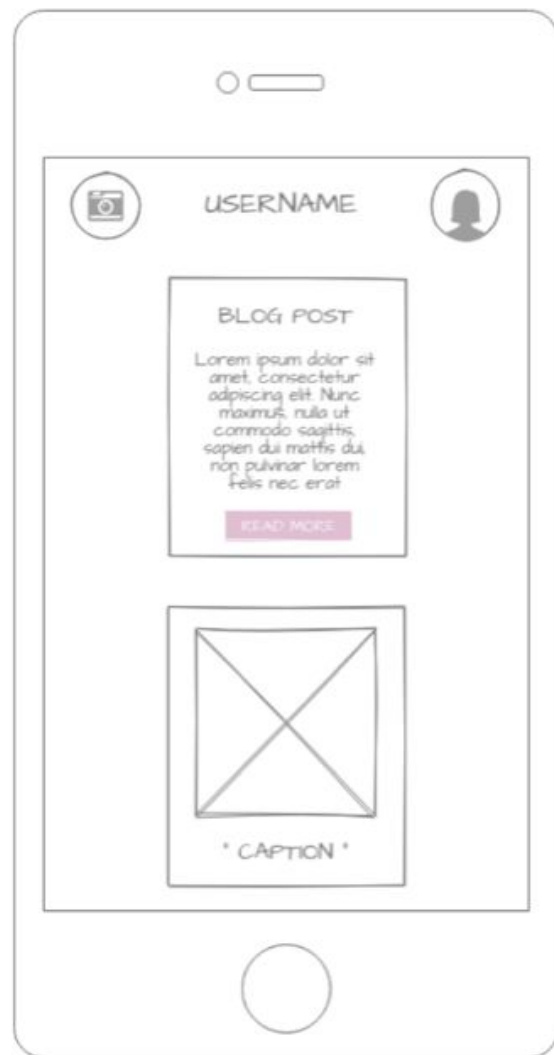 USERNAME
BLOG POST
Lorem ipsum dolor sit
amet, consectetur
adipiscing elit. Nunc
maximus, nulla ut
commodo sagittis,
sapien dui mattis dui,
non pulvinar lorem
felis nec erat
READ MORE
" CAPTION "